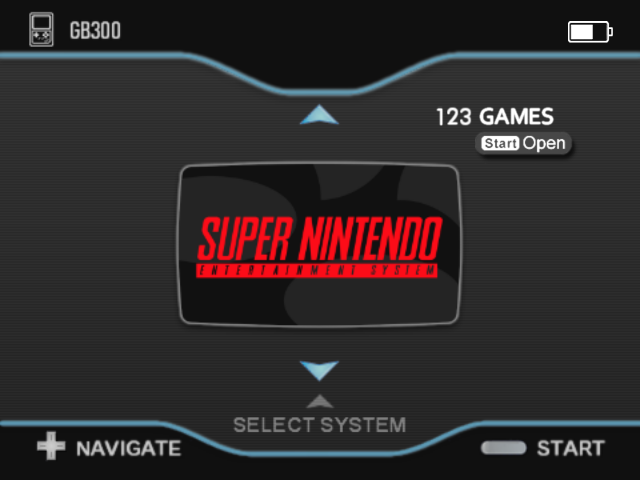 GB300
123 GAMES
Start Open
SUPER NINTENDO
ENTERTAINMENT SYSTEM
SELECT SYSTEM
NAVIGATE
START